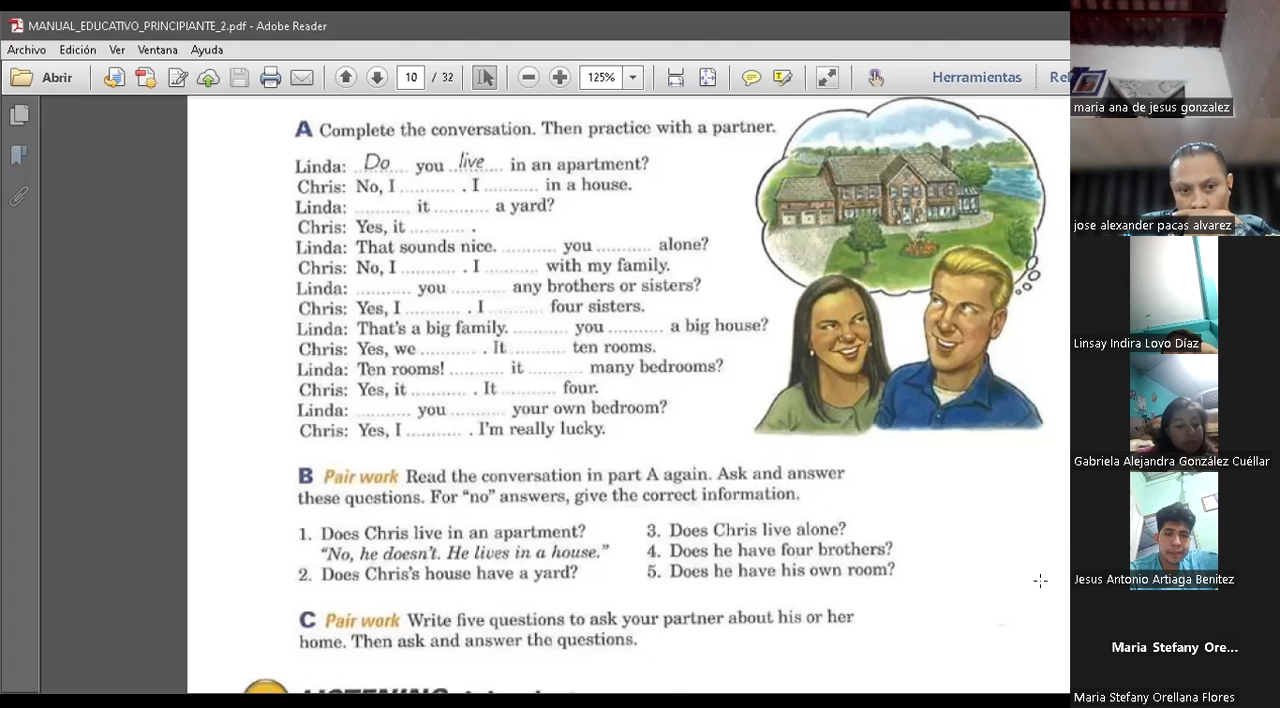 MANUAL_EDUCATIVO_PRINCIPIANTE_2.pdf - Adobe Reader
Archivo Edición Ver Ventana Ayuda
Abrir 10 / 32 125% Herramientas
A Complete the conversation. Then practice with a partner.
Linda: Do you live in an apartment?
Chris: No, I .......... . I .......... in a house.
Linda: .......... it .......... a yard?
Chris: Yes, it .......... .
Linda: That sounds nice. .......... you .......... alone?
Chris: No, I .......... . I .......... with my family.
Linda: .......... you .......... any brothers or sisters?
Chris: Yes, I .......... . I .......... four sisters.
Linda: That's a big family. .......... you .......... a big house?
Chris: Yes, we .......... . It .......... ten rooms.
Linda: Ten rooms! .......... it .......... many bedrooms?
Chris: Yes, it .......... . It .......... four.
Linda: .......... you .......... your own bedroom?
Chris: Yes, I .......... . I'm really lucky.
B Pair work Read the conversation in part A again. Ask and answer
these questions. For "no" answers, give the correct information.
1. Does Chris live in an apartment?
"No, he doesn't. He lives in a house."
2. Does Chris's house have a yard?
3. Does Chris live alone?
4. Does he have four brothers?
5. Does he have his own room?
C Pair work Write five questions to ask your partner about his or her
home. Then ask and answer the questions.
maria ana de jesus gonzalez
jose alexander pacas alvarez
Linsay Indira Lovo Díaz
Gabriela Alejandra González Cuéllar
Jesus Antonio Artiaga Benitez
Maria Stefany Ore...
Maria Stefany Orellana Flores